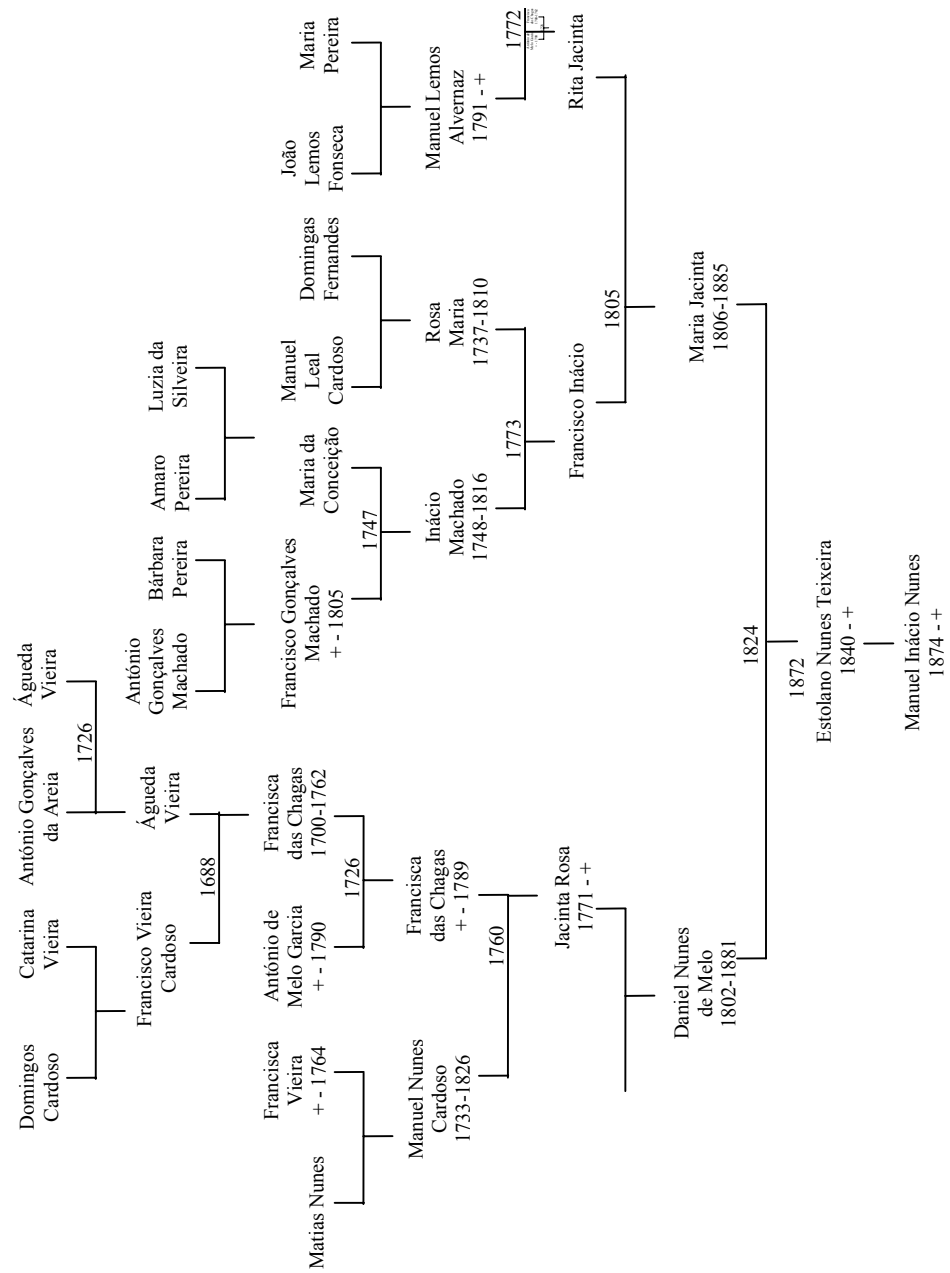 Domingos
Cardoso
Catarina
Vieira
António Gonçalves
da Areia
Águeda
Vieira
1726
Francisco Vieira
Cardoso
Águeda
Vieira
António
Gonçalves
Machado
Bárbara
Pereira
Amaro
Pereira
Luzia da
Silveira
1688
Matias Nunes
Francisca
Vieira
+ - 1764
António de
Melo Garcia
+ - 1790
Francisca
das Chagas
1700-1762
Francisco Gonçalves
Machado
+ - 1805
Maria da
Conceição
Manuel
Leal
Cardoso
Domingas
Fernandes
João
Lemos
Fonseca
Maria
Pereira
1726
1747
Manuel Nunes
Cardoso
1733-1826
Francisca
das Chagas
+ - 1789
Inácio
Machado
1748-1816
Rosa
Maria
1737-1810
Manuel Lemos
Alvernaz
1791 - +
1760
1773
1772
Jacinta Rosa
1771 - +
Francisco Inácio
Rita Jacinta
1805
Daniel Nunes
de Melo
1802-1881
Maria Jacinta
1806-1885
1824
1872
Estolano Nunes Teixeira
1840 - +
Manuel Inácio Nunes
1874 - +